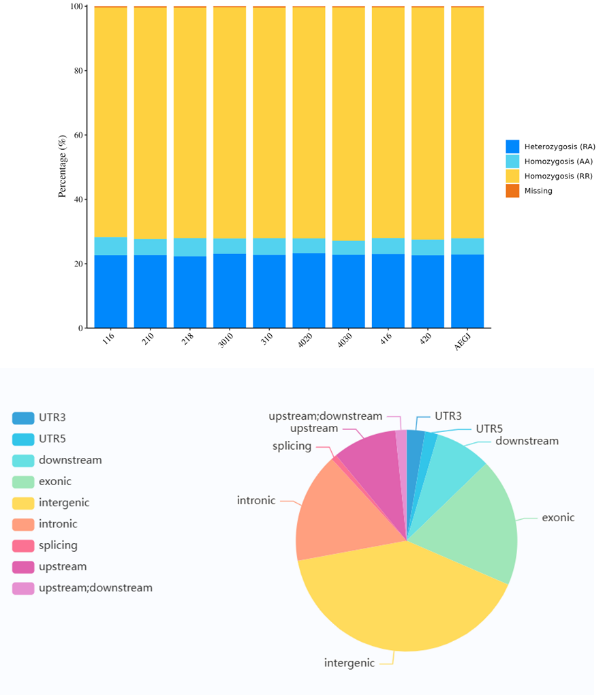 100
80
60
40
20
0
Percentage (%)
116
210
218
3010
310
4020
4030
416
420
AEGJ
Heterozygosis (RA)
Homozygosis (AA)
Homozygosis (RR)
Missing
UTR3
UTR5
downstream
exonic
intergenic
intronic
splicing
upstream
upstream;downstream
upstream;downstream
upstream
splicing
intronic
intergenic
UTR3
UTR5
downstream
exonic